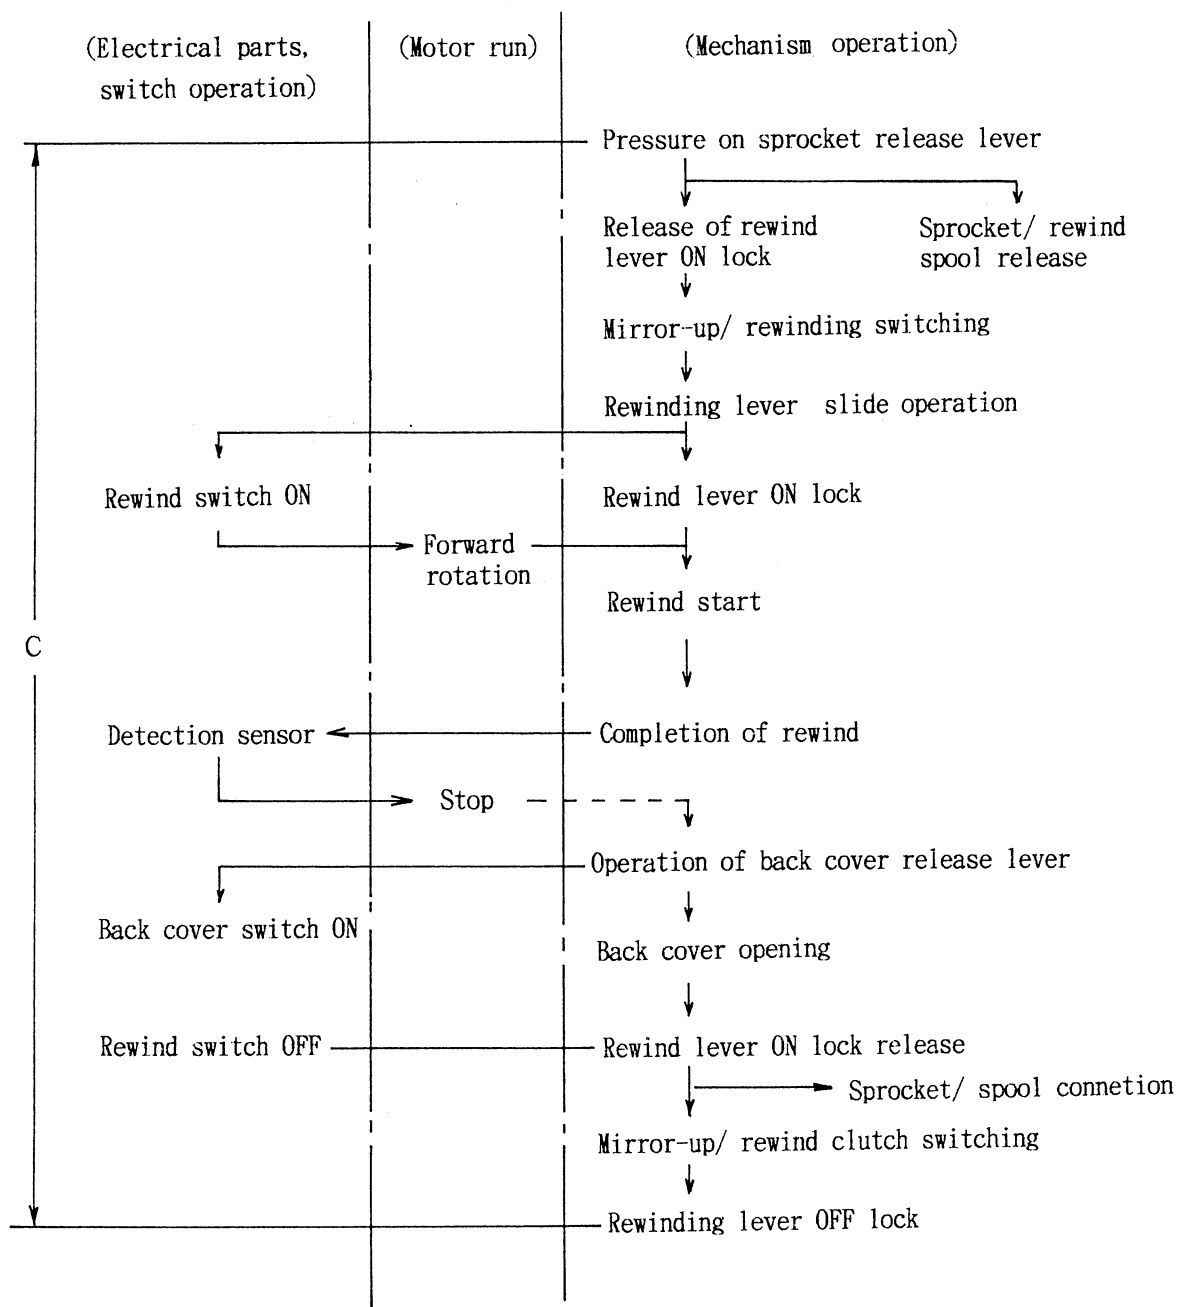 (Electrical parts,
switch operation)
(Motor run)
(Mechanism operation)
Pressure on sprocket release lever
Release of rewind
lever ON lock
Sprocket/ rewind
spool release
Mirror-up/ rewinding switching
Rewinding lever slide operation
Rewind switch ON
Rewind lever ON lock
Forward
rotation
Rewind start
C
Detection sensor
Completion of rewind
Stop
Operation of back cover release lever
Back cover switch ON
Back cover opening
Rewind switch OFF
Rewind lever ON lock release
Sprocket/ spool connetion
Mirror-up/ rewind clutch switching
Rewinding lever OFF lock